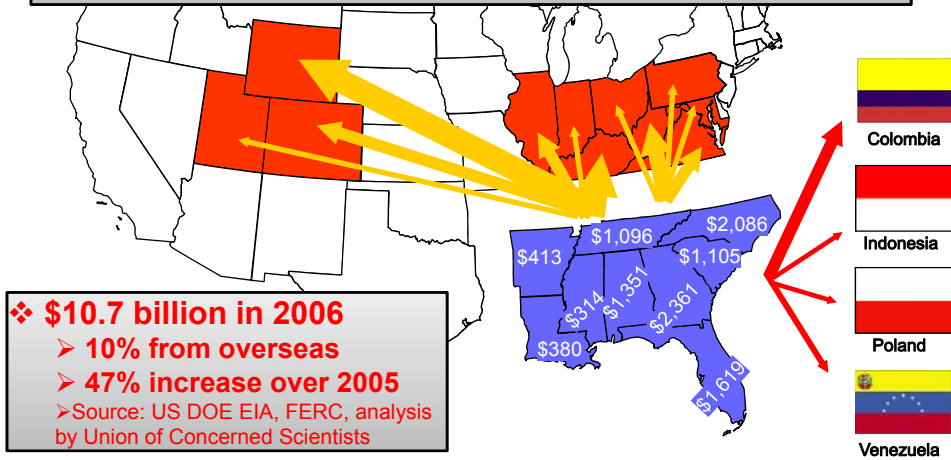 $2,086
$1,096
$413
$1,105
$314
$1,351
$2,361
$380
$1,619
Colombia
Indonesia
Poland
Venezuela
❖ $10.7 billion in 2006
➢ 10% from overseas
➢ 47% increase over 2005
➢Source: US DOE EIA, FERC, analysis
by Union of Concerned Scientists